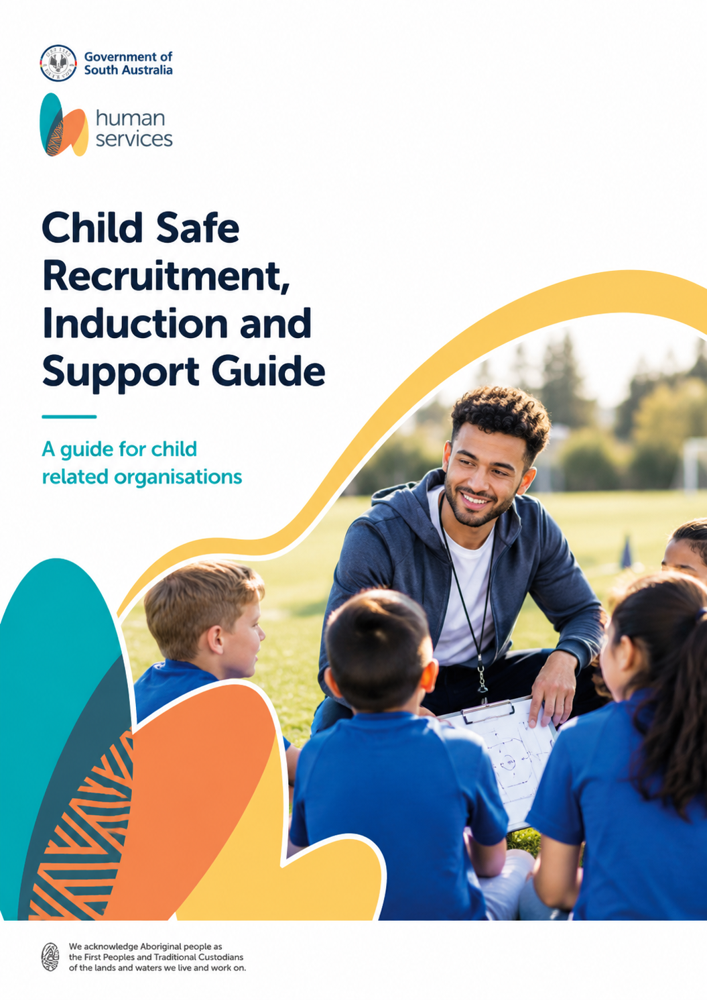 Government of
South Australia
human
services
Child Safe
Recruitment,
Induction and
Support Guide
A guide for child
related organisations
We acknowledge Aboriginal people as
the First Peoples and Traditional Custodians
of the lands and waters we live and work on.